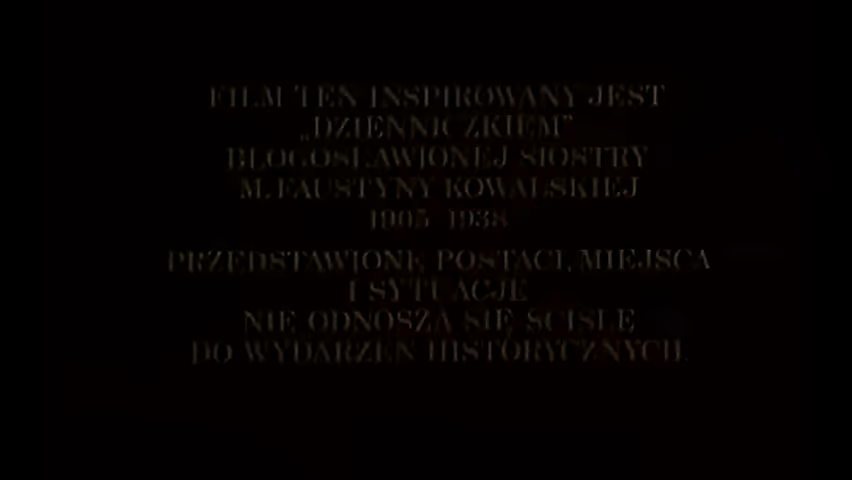 FILM TEN INSPIROWANY JEST
„DZIENNICZKIEM”
BŁOGOSŁAWIONEJ SIOSTRY
M. FAUSTYNY KOWALSKIEJ
1905 1938
PRZEDSTAWIONE POSTACI, MIEJSCA
I SYTUACJE
NIE ODNOSZĄ SIĘ ŚCIŚLE
DO WYDARZEŃ HISTORYCZNYCH.